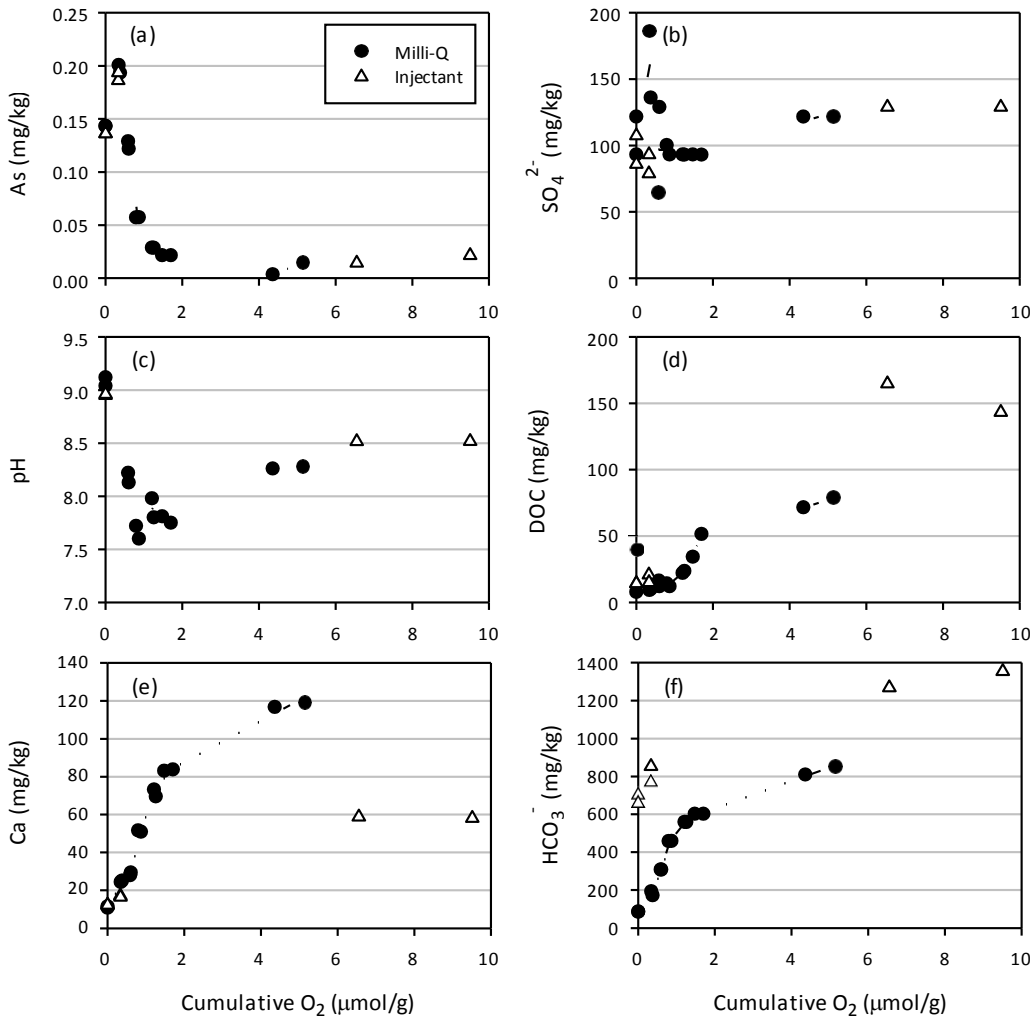 (a)
Milli-Q
Injectant
As (mg/kg)
0.25
0.20
0.15
0.10
0.05
0.00
0 2 4 6 8 10
(b)
SO₄²⁻ (mg/kg)
200
150
100
50
0
0 2 4 6 8 10
(c)
pH
9.5
9.0
8.5
8.0
7.5
7.0
0 2 4 6 8 10
(d)
DOC (mg/kg)
200
150
100
50
0
0 2 4 6 8 10
(e)
Ca (mg/kg)
140
120
100
80
60
40
20
0
0 2 4 6 8 10
Cumulative O₂ (µmol/g)
(f)
HCO₃⁻ (mg/kg)
1400
1200
1000
800
600
400
200
0
0 2 4 6 8 10
Cumulative O₂ (µmol/g)